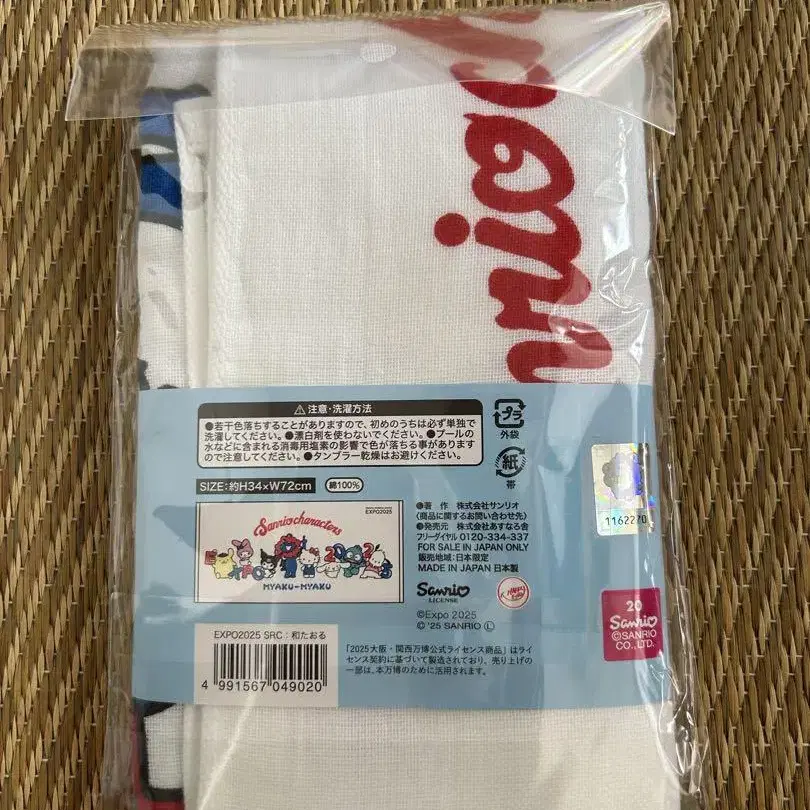 nrio
⚠注意・洗濯方法
●若干色落ちすることがありますので、初めのうちは必ず単独で
洗濯してください。●漂白剤を使わないでください。●プールの
水などに含まれる消毒用塩素の影響で色が落ちる事があります
ので注意してください。●タンブラー乾燥はお避けください。
プラ
外袋
紙
帯
SIZE:約H34×W72cm
綿100%
EXPO2025
Sanrio characters
MYAKU-MYAKU
●著 作 株式会社サンリオ
(商品に関するお問い合わせ先)
●発売元 株式会社あすなる舎
フリーダイヤル 0120-334-337
FOR SALE IN JAPAN ONLY
販売地域:日本限定
MADE IN JAPAN 日本製
Sanrio
LICENSE
©Expo 2025
© '25 SANRIO Ⓛ
1162270
20
Sanrio
©SANRIO
CO., LTD.
EXPO2025 SRC:和たおる
4 991567 049020
「2025大阪・関西万博公式ライセンス商品」はライ
センス契約に基づいて製造されており、売り上げの
一部は、本万博のために活用されます。